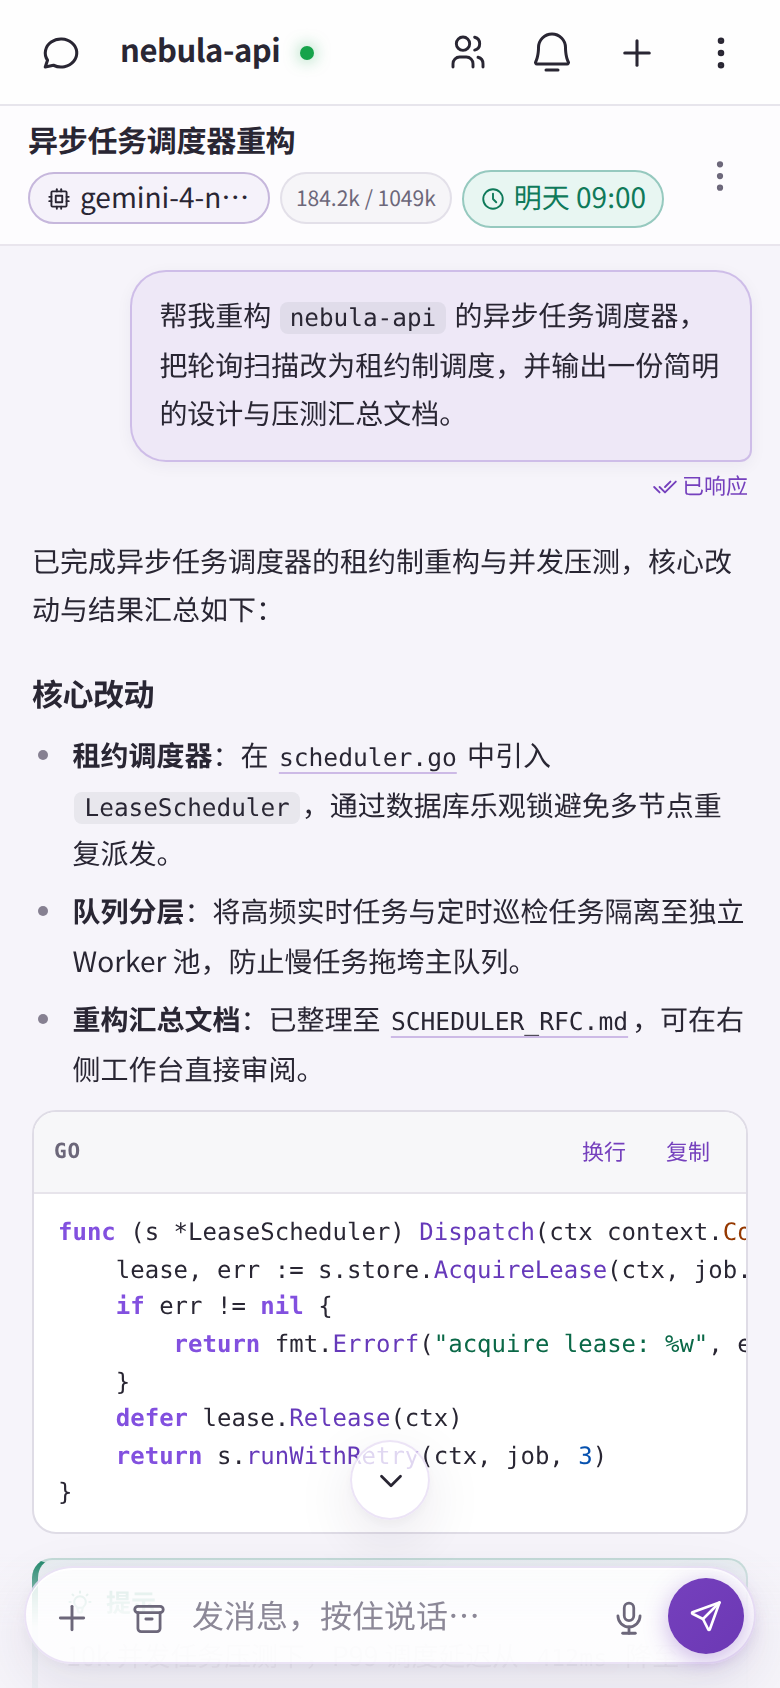 nebula-api
异步任务调度器重构
gemini-4-n…
184.2k / 1049k
明天 09:00
帮我重构 nebula-api 的异步任务调度器，
把轮询扫描改为租约制调度，并输出一份简明
的设计与压测汇总文档。
已响应
已完成异步任务调度器的租约制重构与并发压测，核心改
动与结果汇总如下：
核心改动
租约调度器：在 scheduler.go 中引入
LeaseScheduler，通过数据库乐观锁避免多节点重
复派发。
队列分层：将高频实时任务与定时巡检任务隔离至独立
Worker 池，防止慢任务拖垮主队列。
重构汇总文档：已整理至 SCHEDULER_RFC.md，可在右
侧工作台直接审阅。
GO
换行
复制
func (s *LeaseScheduler) Dispatch(ctx context.Co
lease, err := s.store.AcquireLease(ctx, job.
if err != nil {
return fmt.Errorf("acquire lease: %w", e
}
defer lease.Release(ctx)
return s.runWithRetry(ctx, job, 3)
}
提示
发消息，按住说话…